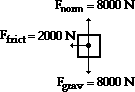 Fnorm = 8000 N
Ffrict = 2000 N
Fgrav = 8000 N